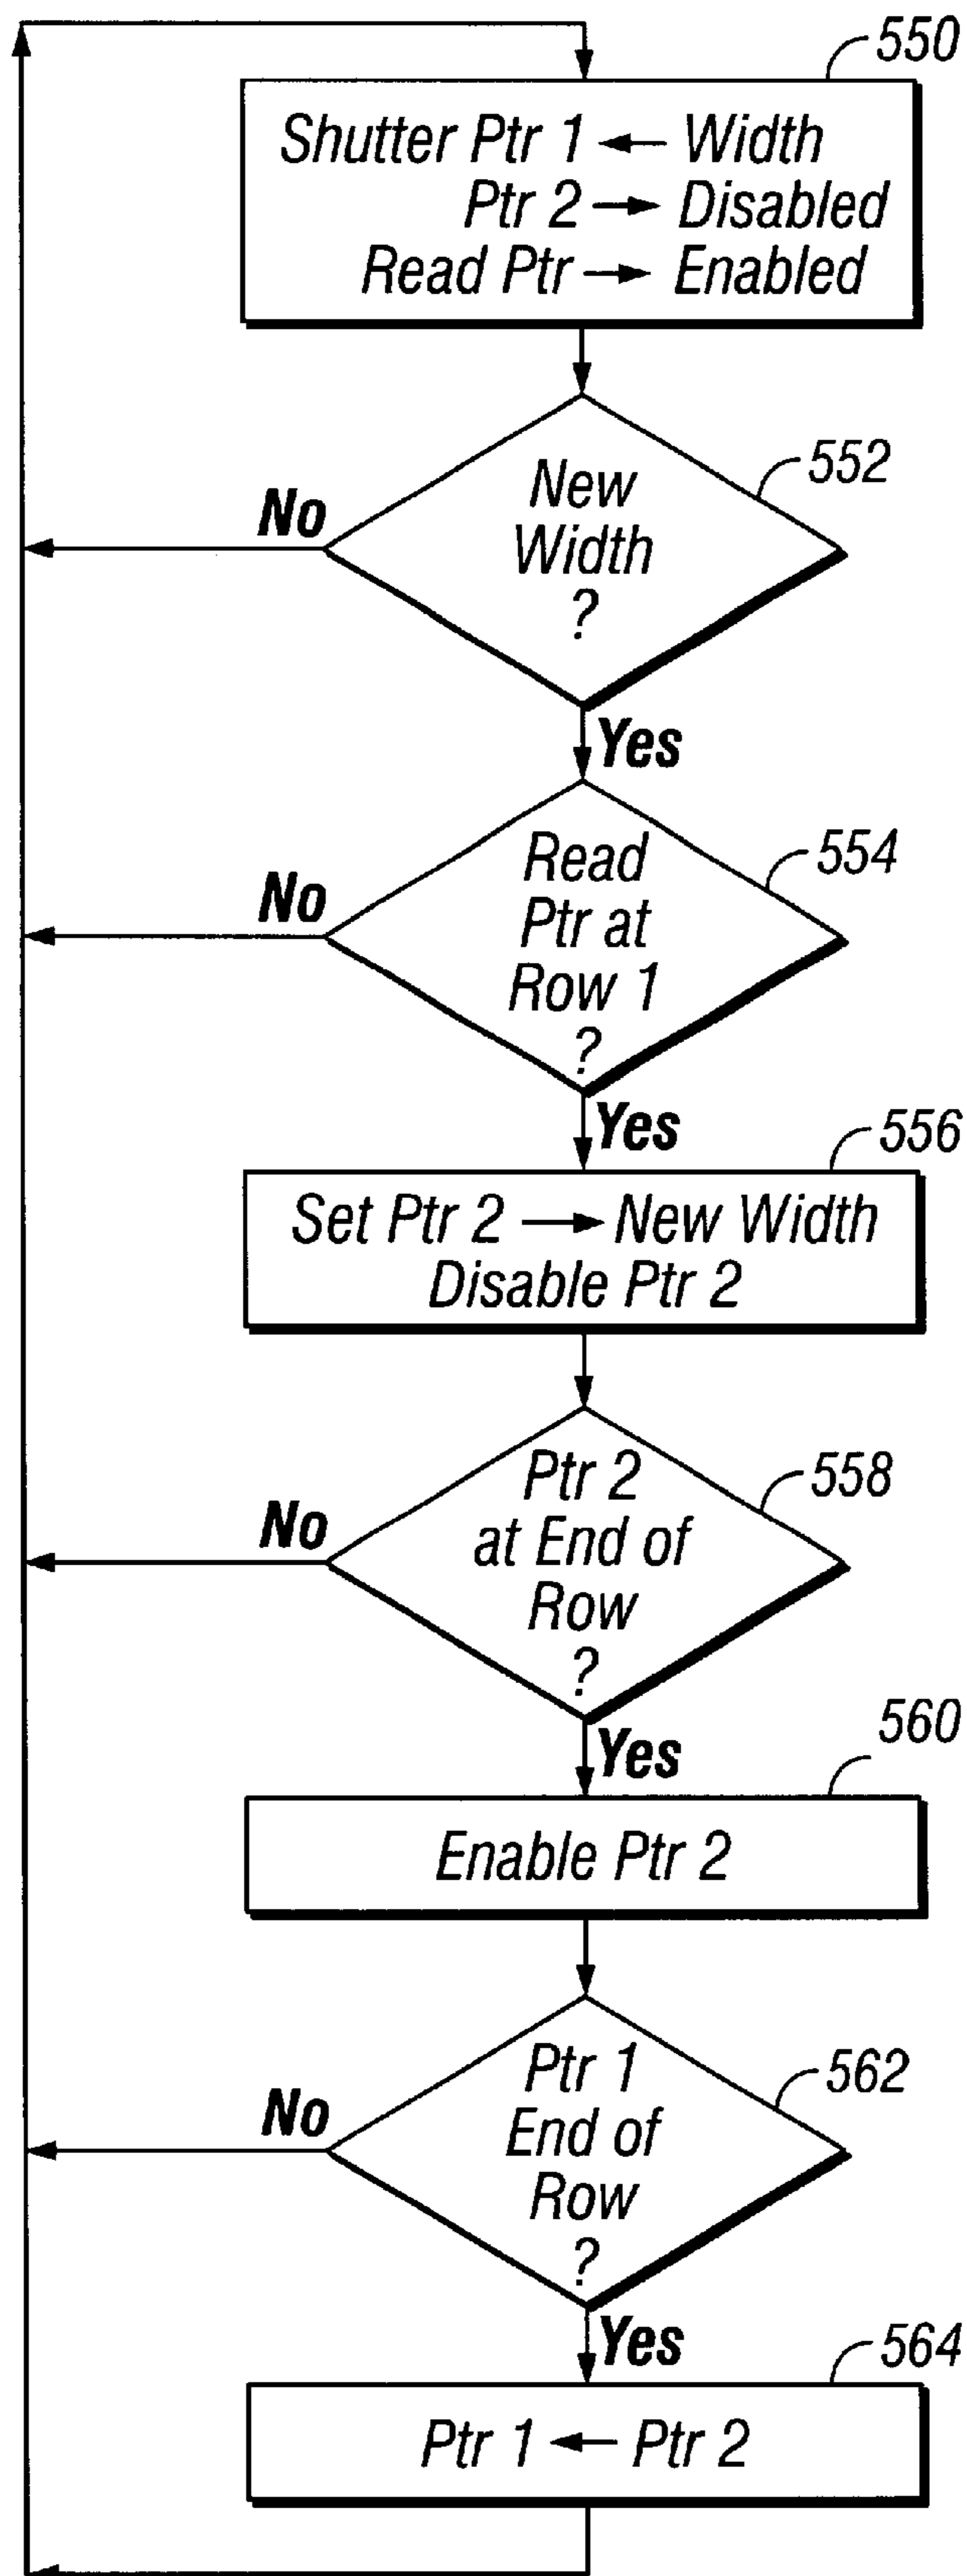 550
Shutter Ptr 1 ← Width
Ptr 2 → Disabled
Read Ptr → Enabled
552
New
Width
?
No
Yes
554
Read
Ptr at
Row 1
?
No
Yes
556
Set Ptr 2 → New Width
Disable Ptr 2
558
Ptr 2
at End of
Row
?
No
Yes
560
Enable Ptr 2
562
Ptr 1
End of
Row
?
No
Yes
564
Ptr 1 ← Ptr 2